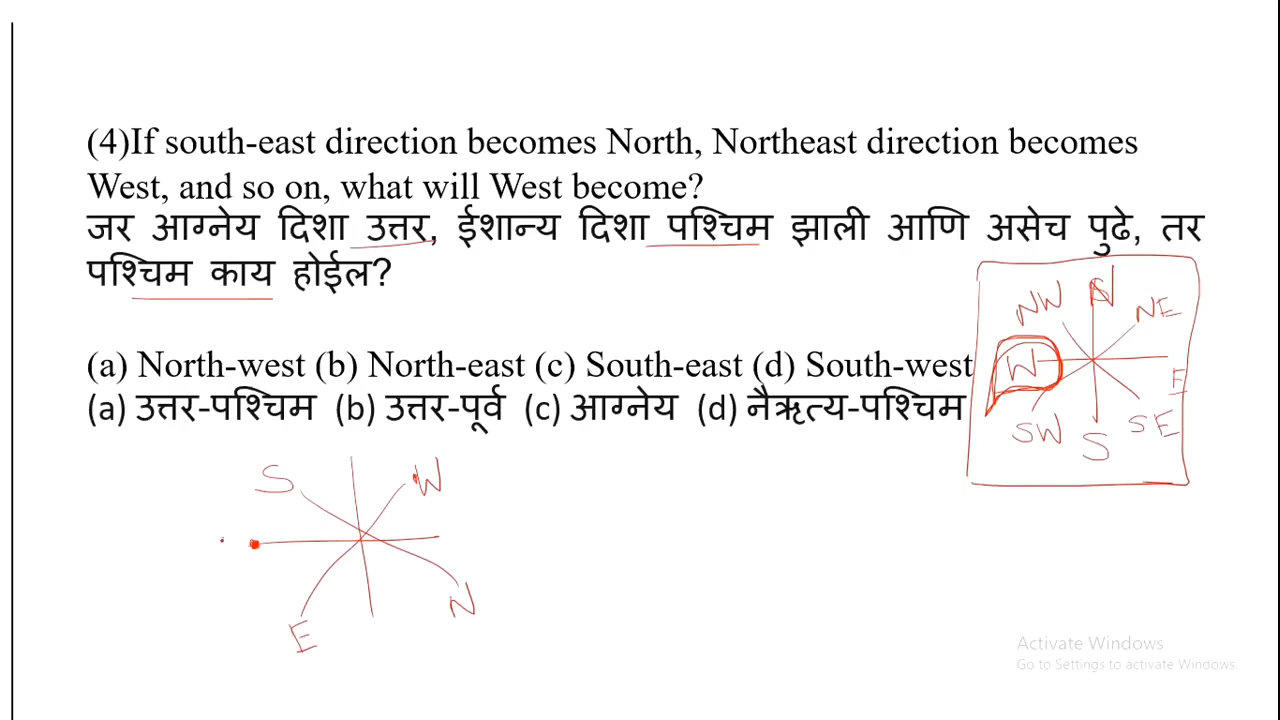 (4)If south-east direction becomes North, Northeast direction becomes
West, and so on, what will West become?
जर आग्नेय दिशा उत्तर, ईशान्य दिशा पश्चिम झाली आणि असेच पुढे, तर
पश्चिम काय होईल?
NW N NE
(a) North-west (b) North-east (c) South-east (d) South-west
W E
(a) उत्तर-पश्चिम (b) उत्तर-पूर्व (c) आग्नेय (d) नैऋत्य-पश्चिम
SW S SE
S W
E N
Activate Windows
Go to Settings to activate Windows.